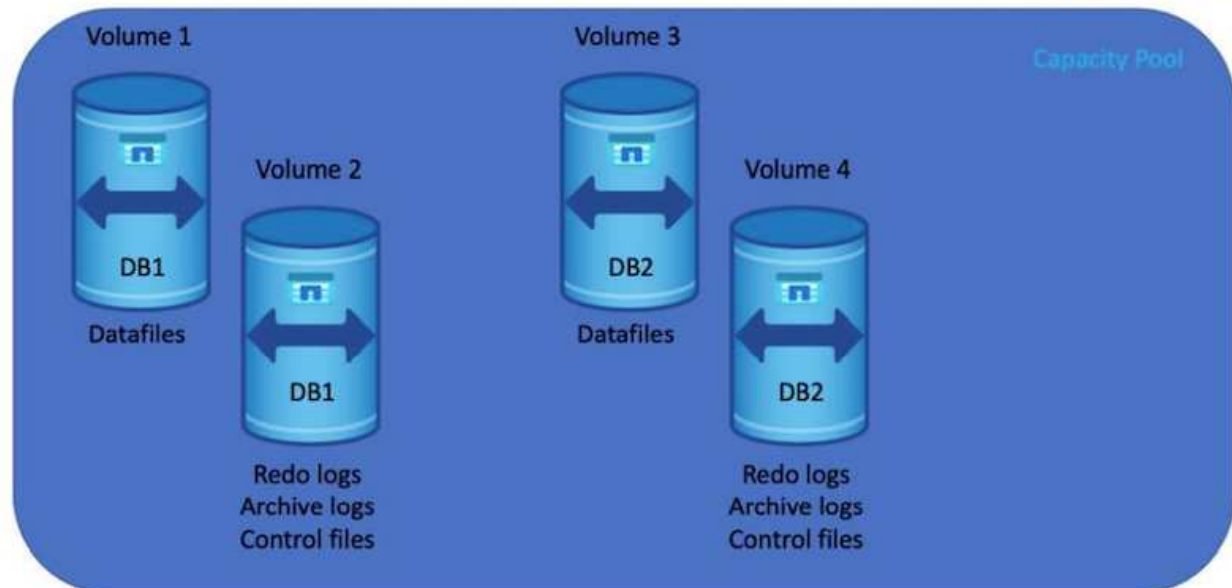 Volume 1
Volume 3
Capacity Pool
Volume 2
Volume 4
DB1
DB2
Datafiles
Datafiles
DB1
DB2
Redo logs
Archive logs
Control files
Redo logs
Archive logs
Control files